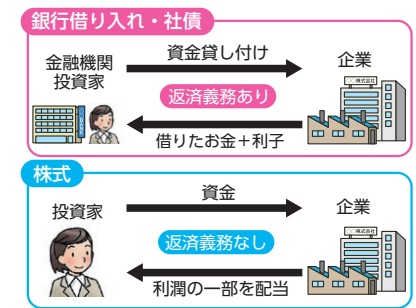 銀行借り入れ・社債
金融機関
投資家
資金貸し付け
企業
返済義務あり
借りたお金＋利子
株式
投資家
資金
企業
返済義務なし
利潤の一部を配当